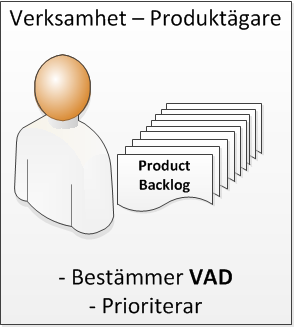 Verksamhet – Produktägare
Product
Backlog
- Bestämmer VAD
- Prioriterar